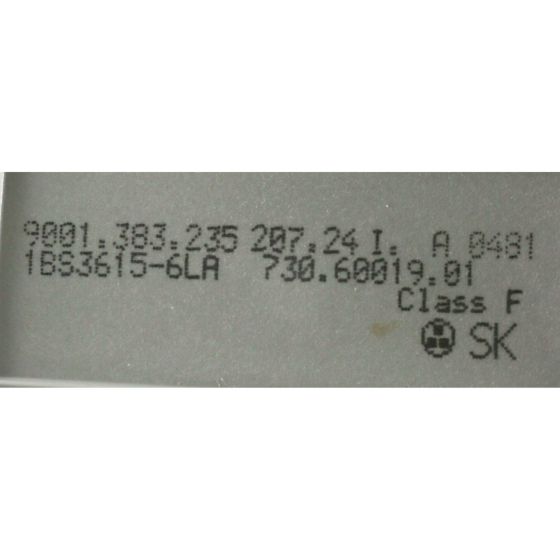 9001.383.235 207.24 I. A 0481
1BS3615-6LA 730.60019.01
Class F
SK